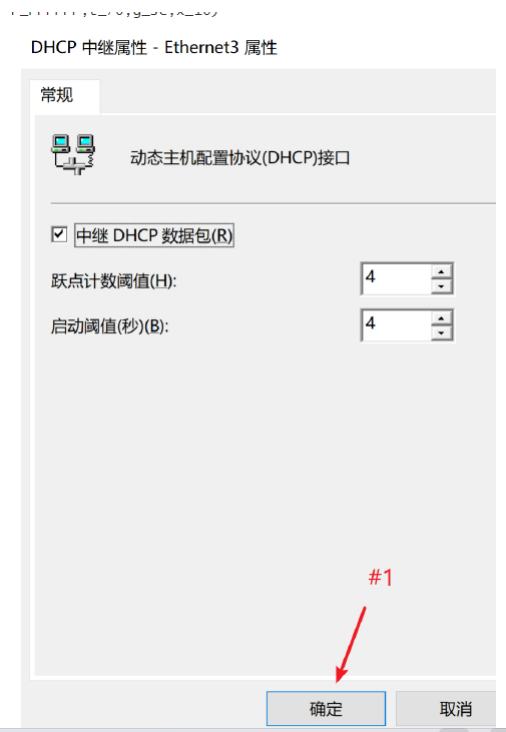 DHCP 中继属性 - Ethernet3 属性
常规
动态主机配置协议(DHCP)接口
中继 DHCP 数据包(R)
跃点计数阈值(H): 4
启动阈值(秒)(B): 4
#1
确定 取消